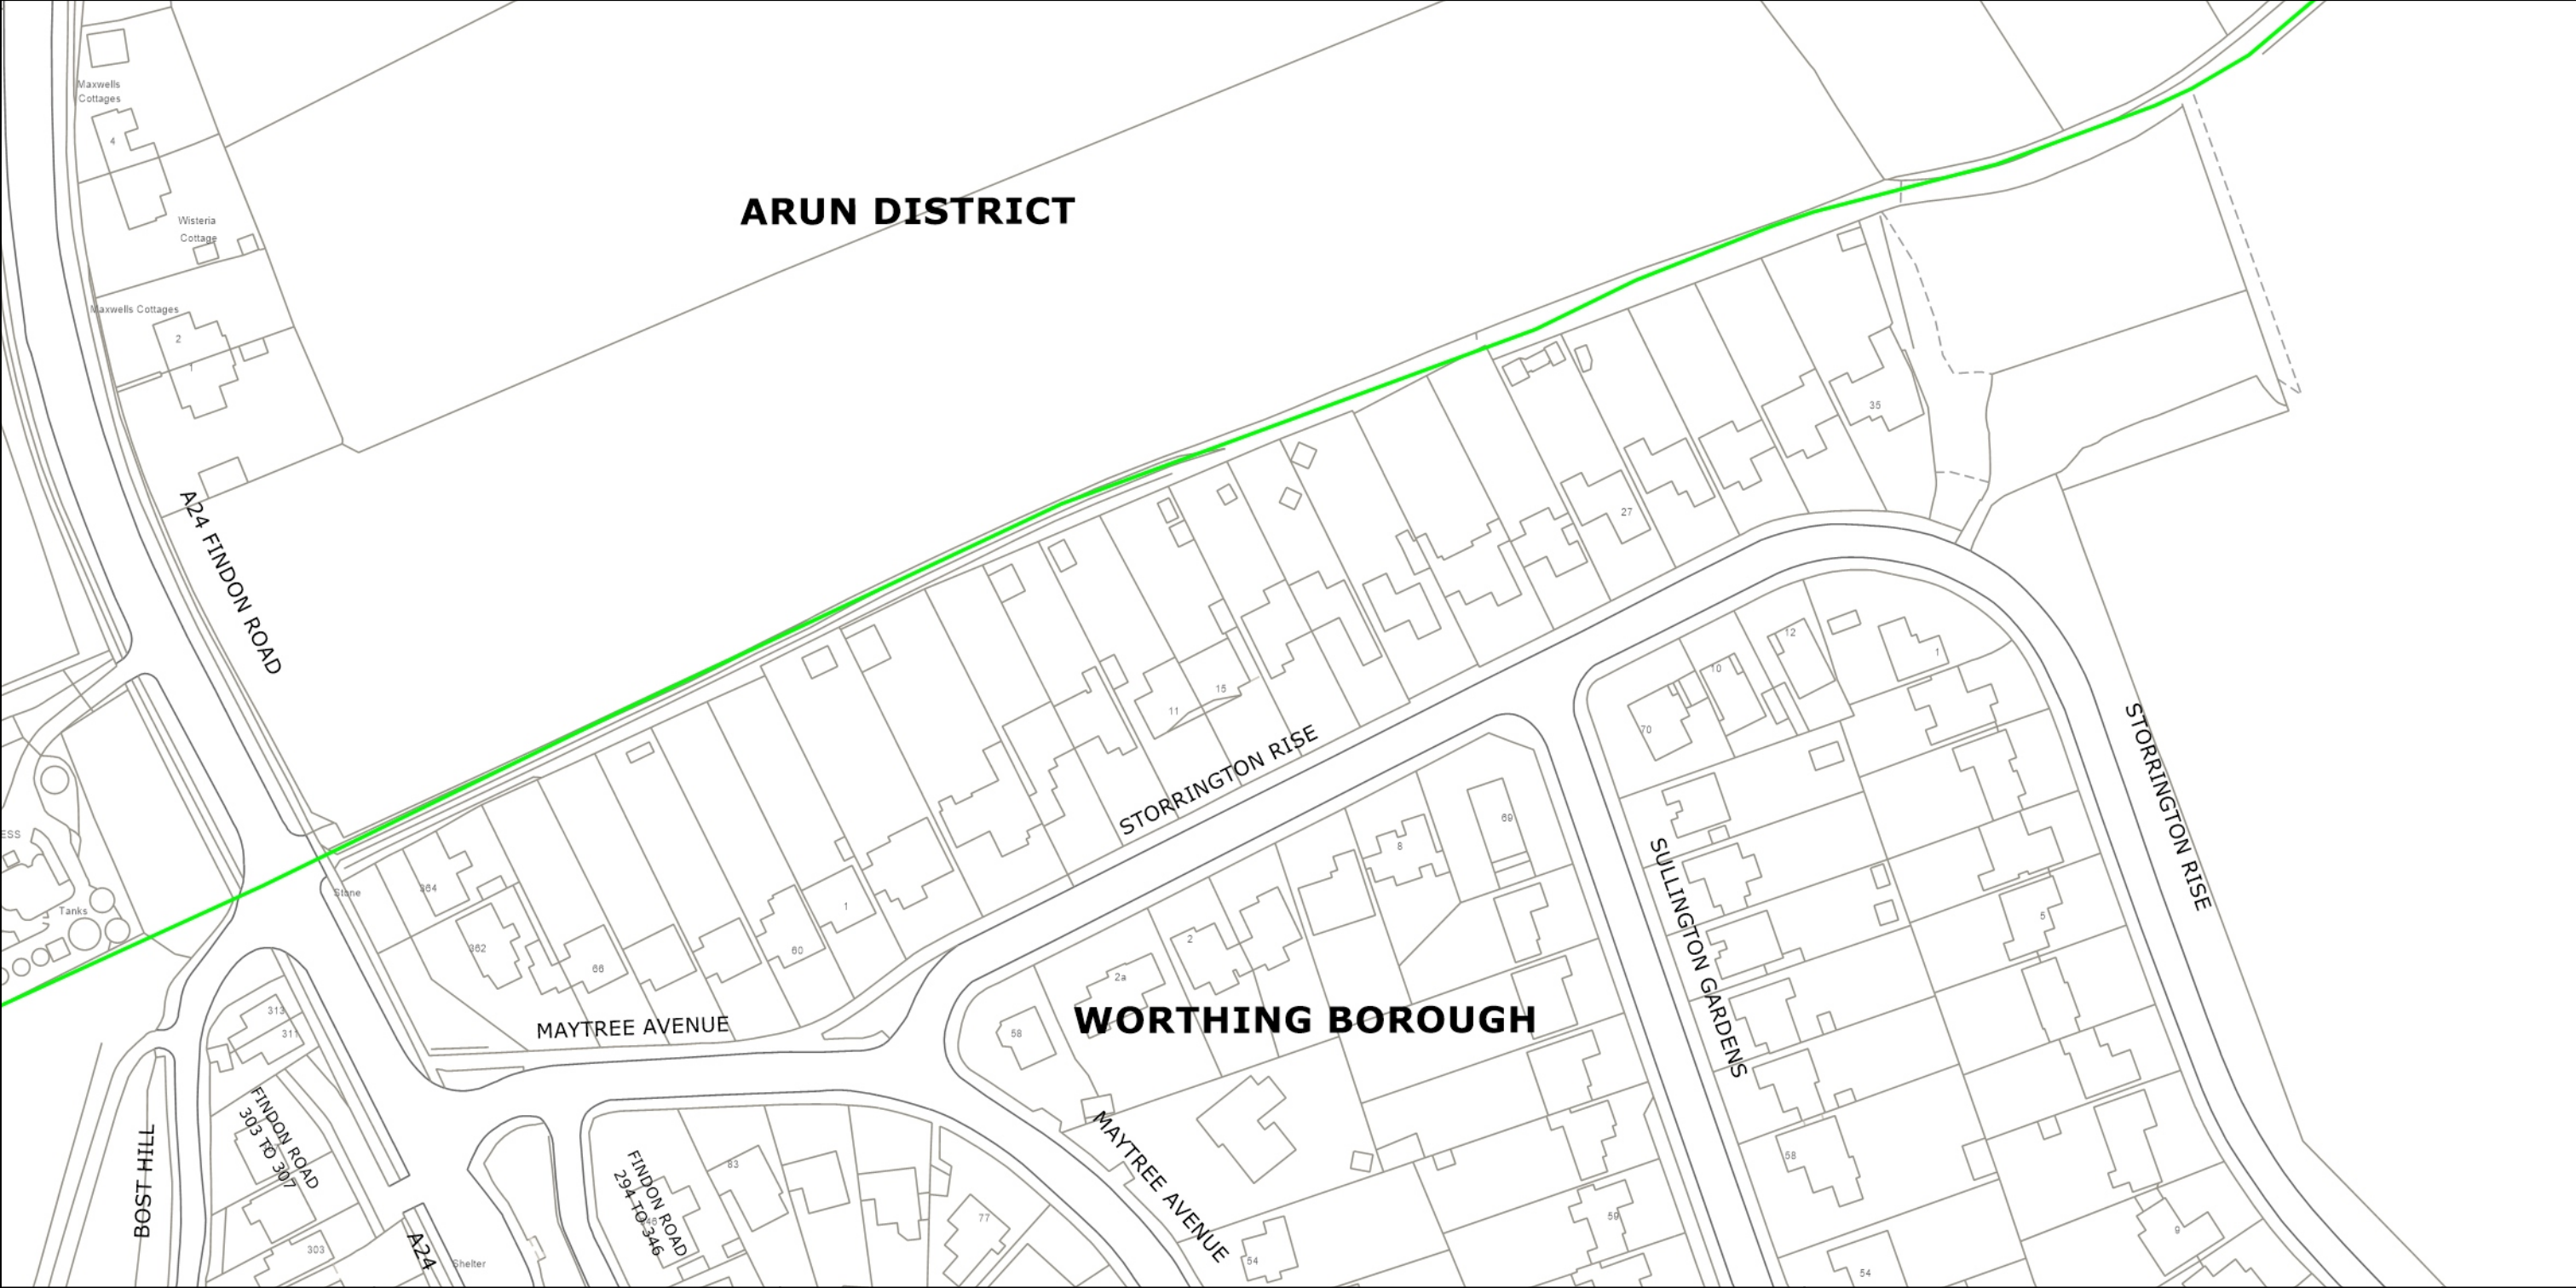 Maxwells
Cottages
4
ARUN DISTRICT
Wisteria
Cottage
Maxwells Cottages
2
35
A24 FINDON ROAD
27
12
1
10
15
11
70
STORRINGTON RISE
STORRINGTON RISE
69
ESS
8
SULLINGTON GARDENS
Stone
364
1
Tanks
362
60
66
2
5
2a
WORTHING BOROUGH
MAYTREE AVENUE
58
313
311
FINDON ROAD
303 TO 307
MAYTREE AVENUE
BOST HILL
FINDON ROAD
294 TO 346
83
58
77
59
9
A24
303
Shelter
54
54